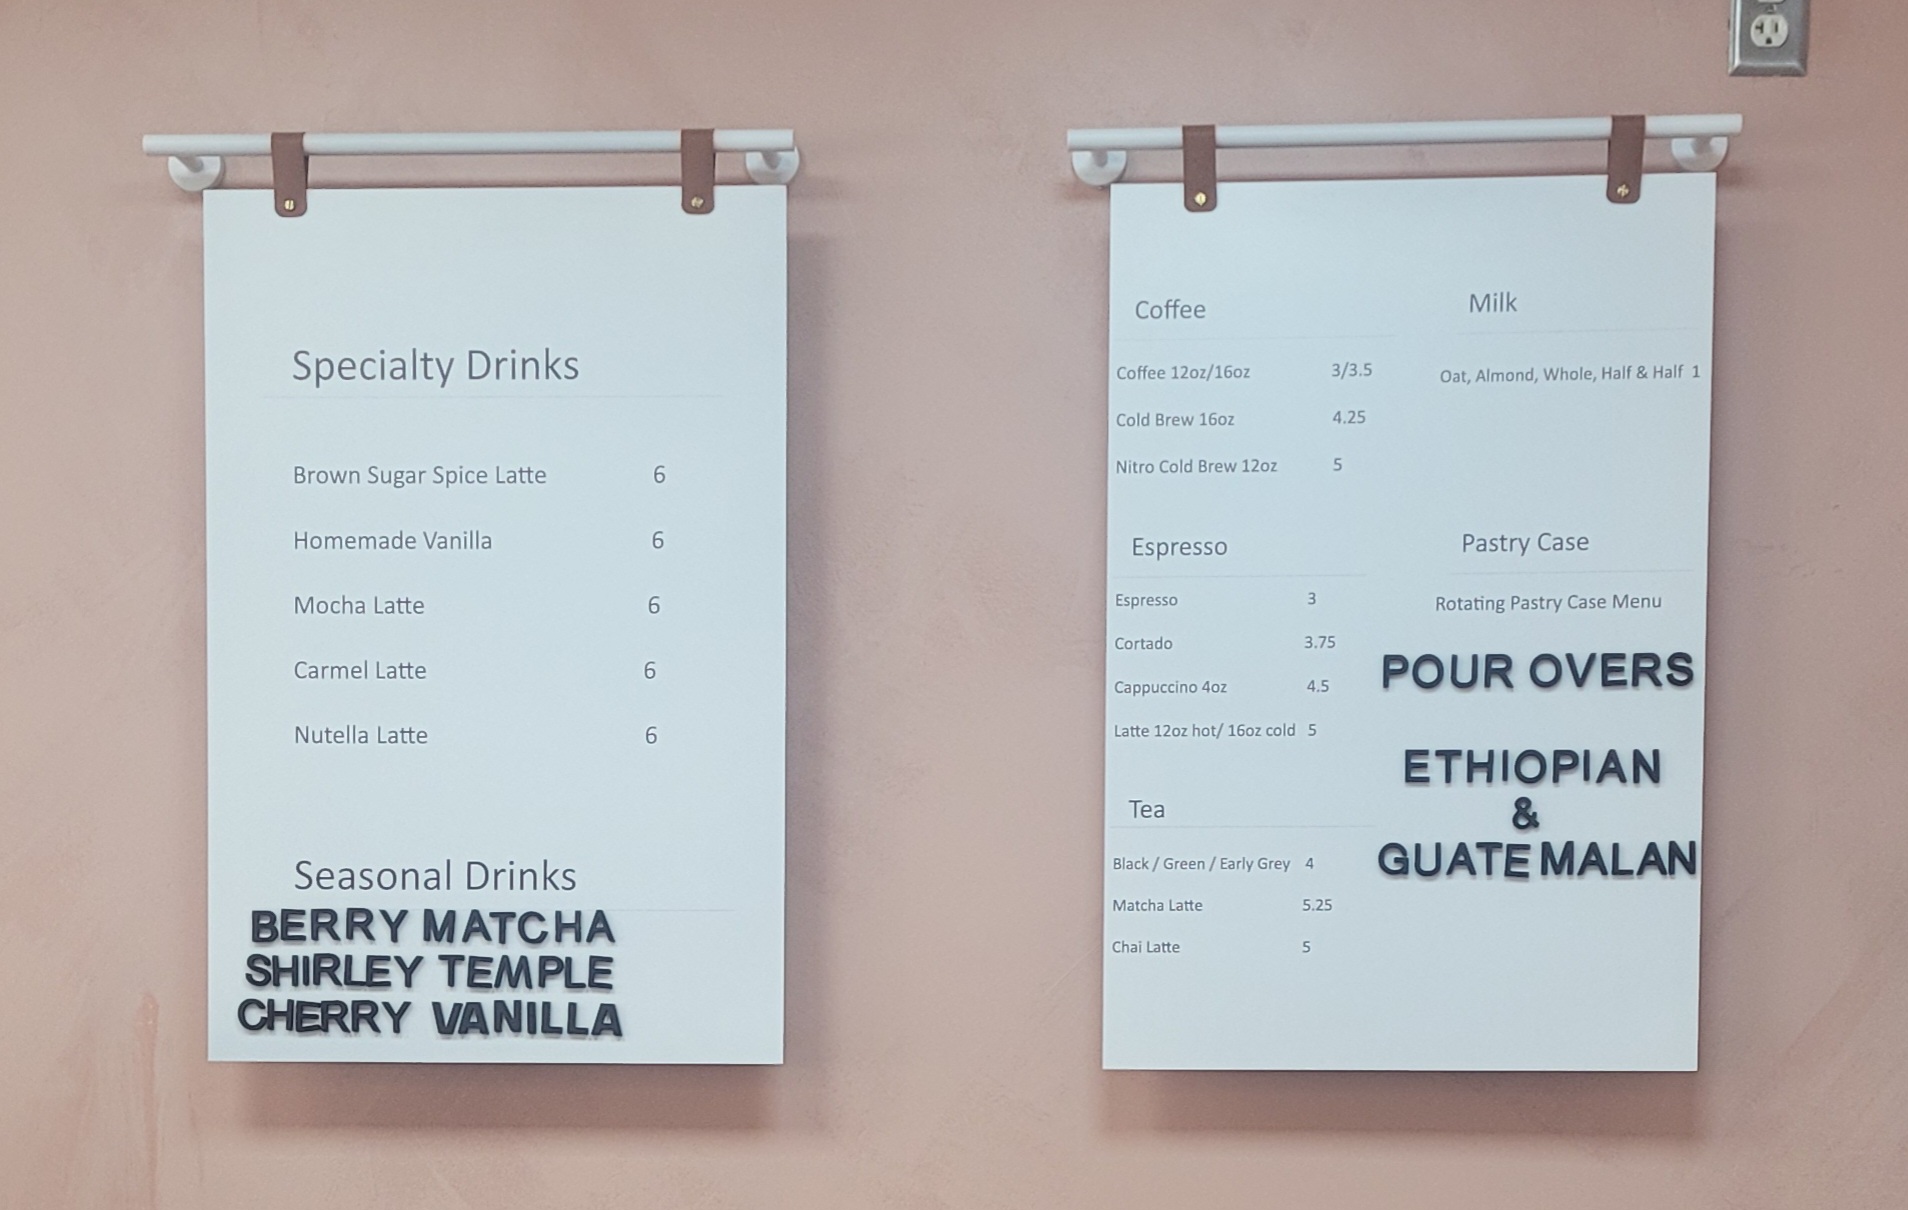 Specialty Drinks
Brown Sugar Spice Latte 6
Homemade Vanilla 6
Mocha Latte 6
Carmel Latte 6
Nutella Latte 6
Seasonal Drinks
BERRY MATCHA
SHIRLEY TEMPLE
CHERRY VANILLA
Coffee
Coffee 12oz/16oz 3/3.5
Cold Brew 16oz 4.25
Nitro Cold Brew 12oz 5
Espresso
Espresso 3
Cortado 3.75
Cappuccino 4oz 4.5
Latte 12oz hot/ 16oz cold 5
Tea
Black / Green / Early Grey 4
Matcha Latte 5.25
Chai Latte 5
Milk
Oat, Almond, Whole, Half & Half 1
Pastry Case
Rotating Pastry Case Menu
POUR OVERS
ETHIOPIAN
&
GUATEMALAN